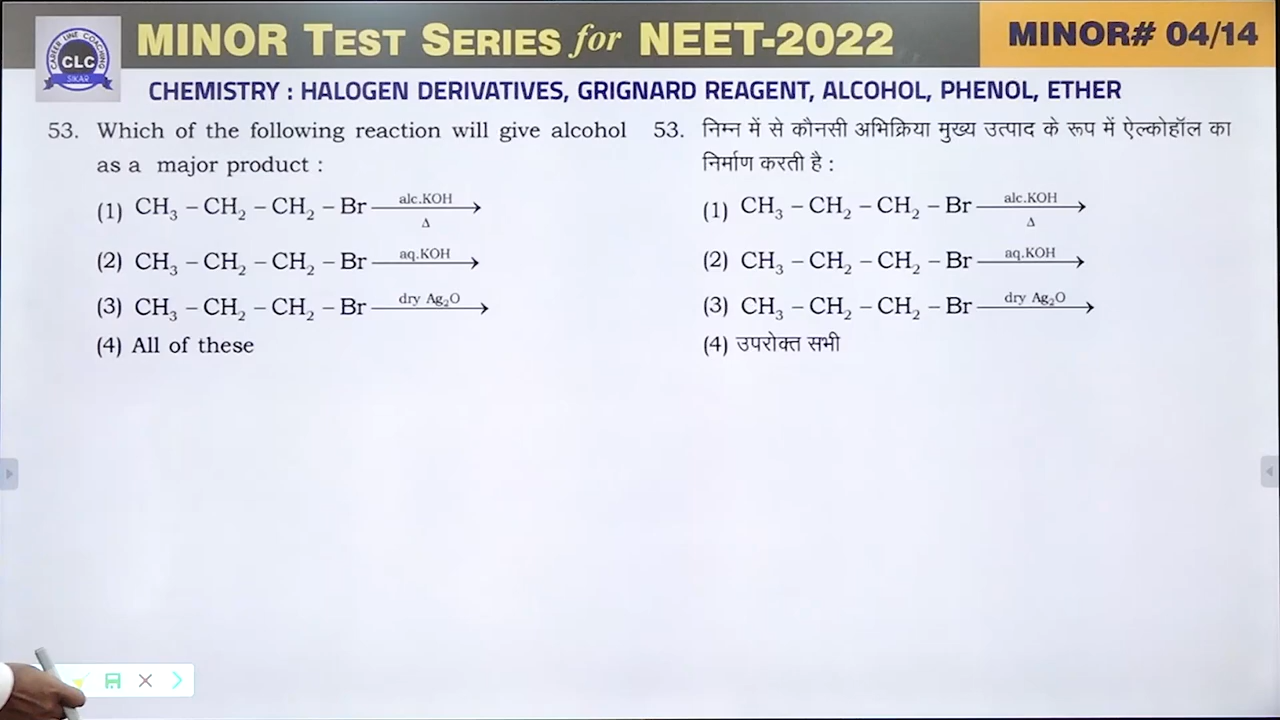 CAREER LINE COACHING
CLC
SIKAR
MINOR TEST SERIES for NEET-2022
MINOR# 04/14
CHEMISTRY : HALOGEN DERIVATIVES, GRIGNARD REAGENT, ALCOHOL, PHENOL, ETHER
53. Which of the following reaction will give alcohol
as a major product :
(1) CH₃ – CH₂ – CH₂ – Br alc.KOH Δ ⟶
(2) CH₃ – CH₂ – CH₂ – Br aq.KOH ⟶
(3) CH₃ – CH₂ – CH₂ – Br dry Ag₂O ⟶
(4) All of these
53. निम्न में से कौनसी अभिक्रिया मुख्य उत्पाद के रूप में ऐल्कोहॉल का
निर्माण करती है :
(1) CH₃ – CH₂ – CH₂ – Br alc.KOH Δ ⟶
(2) CH₃ – CH₂ – CH₂ – Br aq.KOH ⟶
(3) CH₃ – CH₂ – CH₂ – Br dry Ag₂O ⟶
(4) उपरोक्त सभी